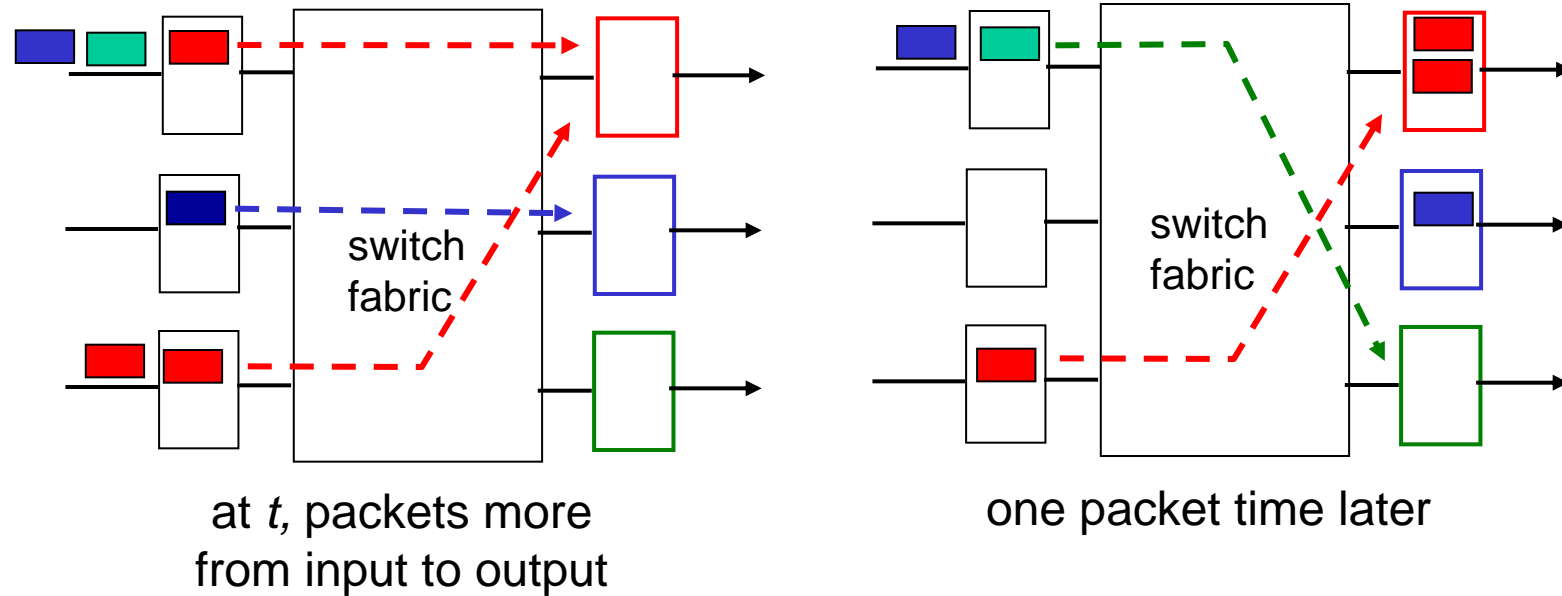 switch
fabric
at t, packets more
from input to output
switch
fabric
one packet time later